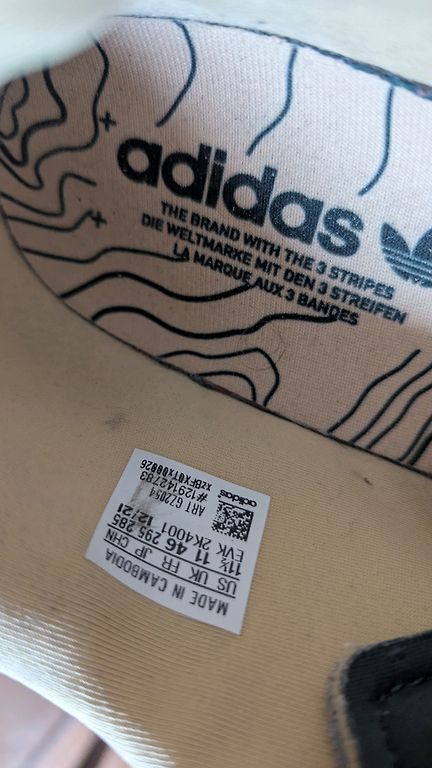 adidas
THE BRAND WITH THE 3 STRIPES
DIE WELTMARKE MIT DEN 3 STREIFEN
LA MARQUE AUX 3 BANDES
MADE IN CAMBODIA
US UK FR JP CHN
11½ 11 46 295 285
EVK 2K4001 12/21
adidas
ART GZ2054
#129142783